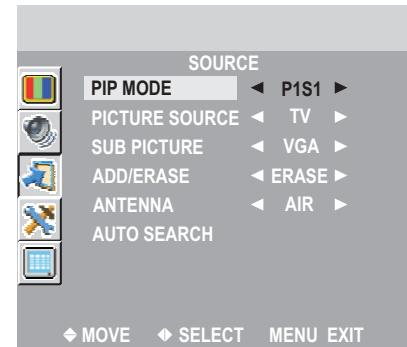 SOURCE
PIP MODE ◄ P1S1 ►
PICTURE SOURCE ◄ TV ►
SUB PICTURE ◄ VGA ►
ADD/ERASE ◄ ERASE ►
ANTENNA ◄ AIR ►
AUTO SEARCH
MOVE SELECT MENU EXIT